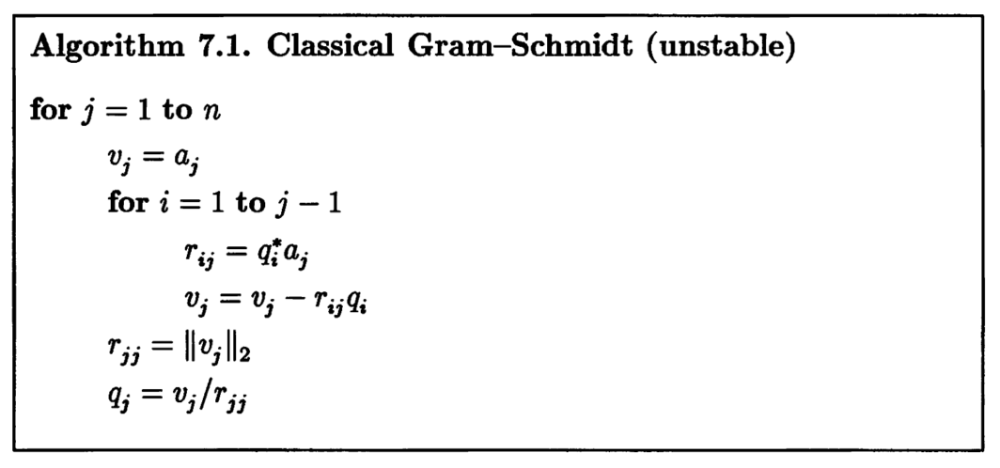 Algorithm 7.1. Classical Gram–Schmidt (unstable)
for j = 1 to n
v_j = a_j
for i = 1 to j − 1
r_{ij} = q_i^* a_j
v_j = v_j − r_{ij} q_i
r_{jj} = ‖v_j‖_2
q_j = v_j / r_{jj}